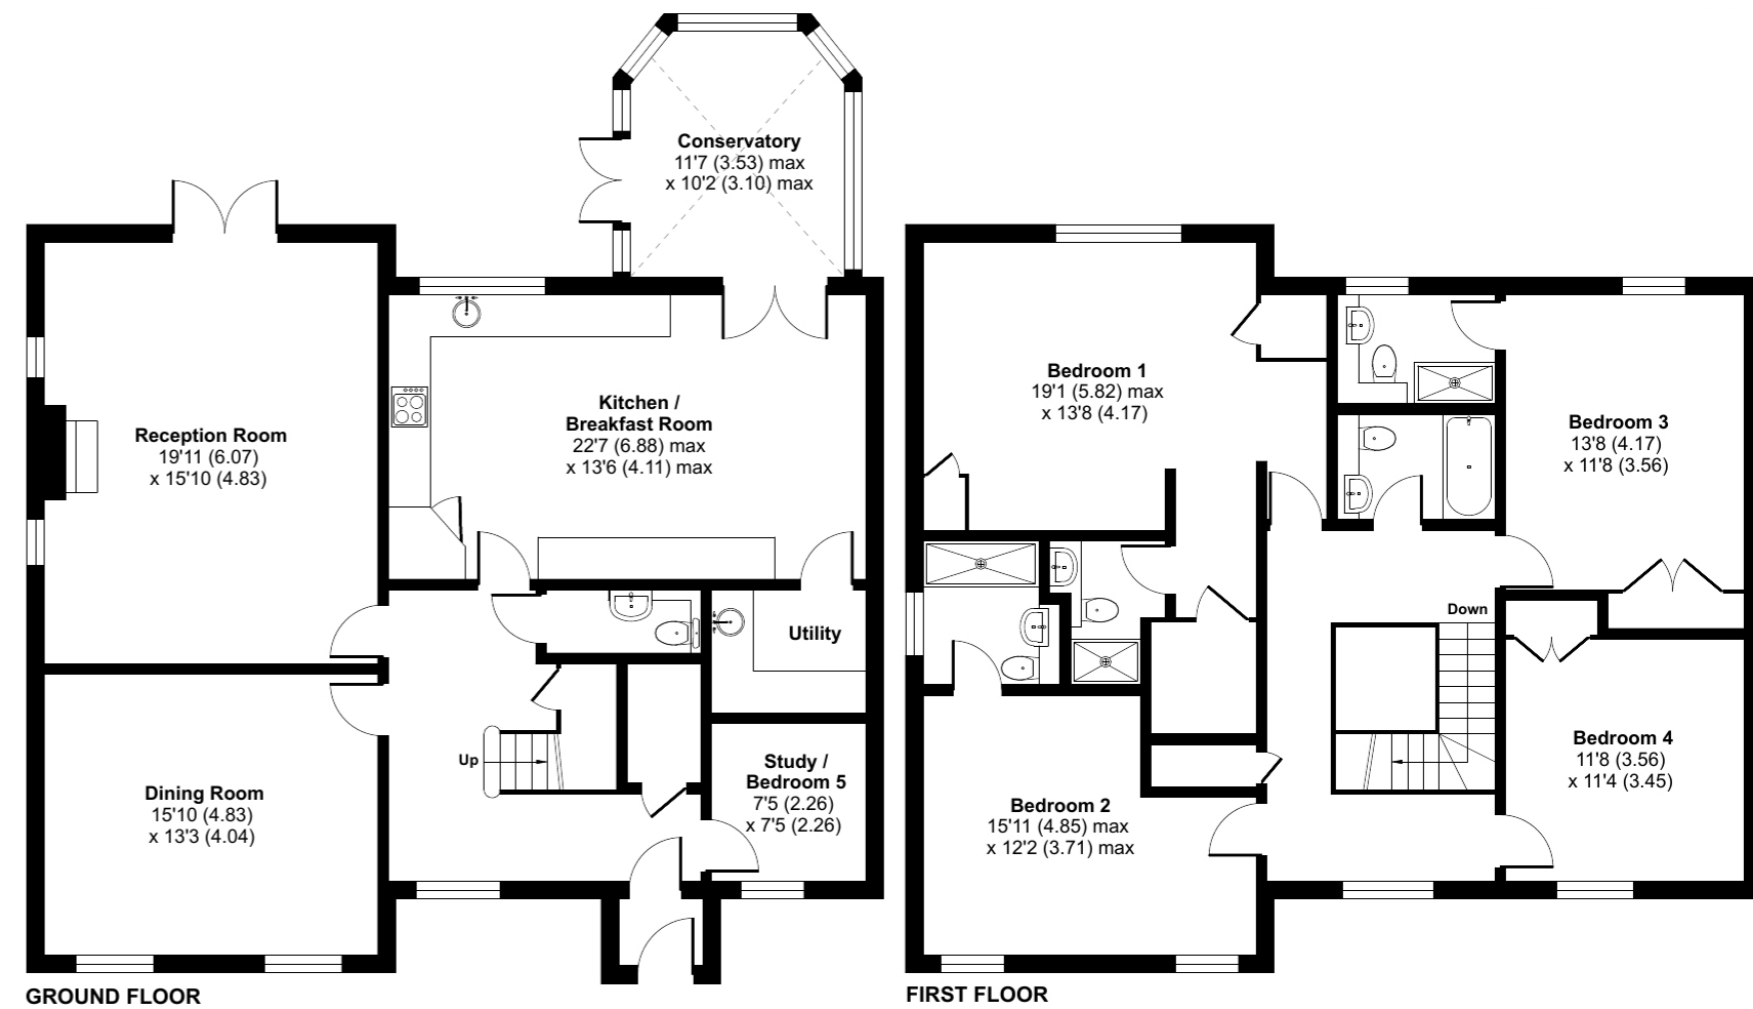 Conservatory
11'7 (3.53) max
x 10'2 (3.10) max
Reception Room
19'11 (6.07)
x 15'10 (4.83)
Kitchen /
Breakfast Room
22'7 (6.88) max
x 13'6 (4.11) max
Utility
Up
Study /
Bedroom 5
7'5 (2.26)
x 7'5 (2.26)
Dining Room
15'10 (4.83)
x 13'3 (4.04)
GROUND FLOOR
Bedroom 1
19'1 (5.82) max
x 13'8 (4.17)
Bedroom 3
13'8 (4.17)
x 11'8 (3.56)
Down
Bedroom 4
11'8 (3.56)
x 11'4 (3.45)
Bedroom 2
15'11 (4.85) max
x 12'2 (3.71) max
FIRST FLOOR